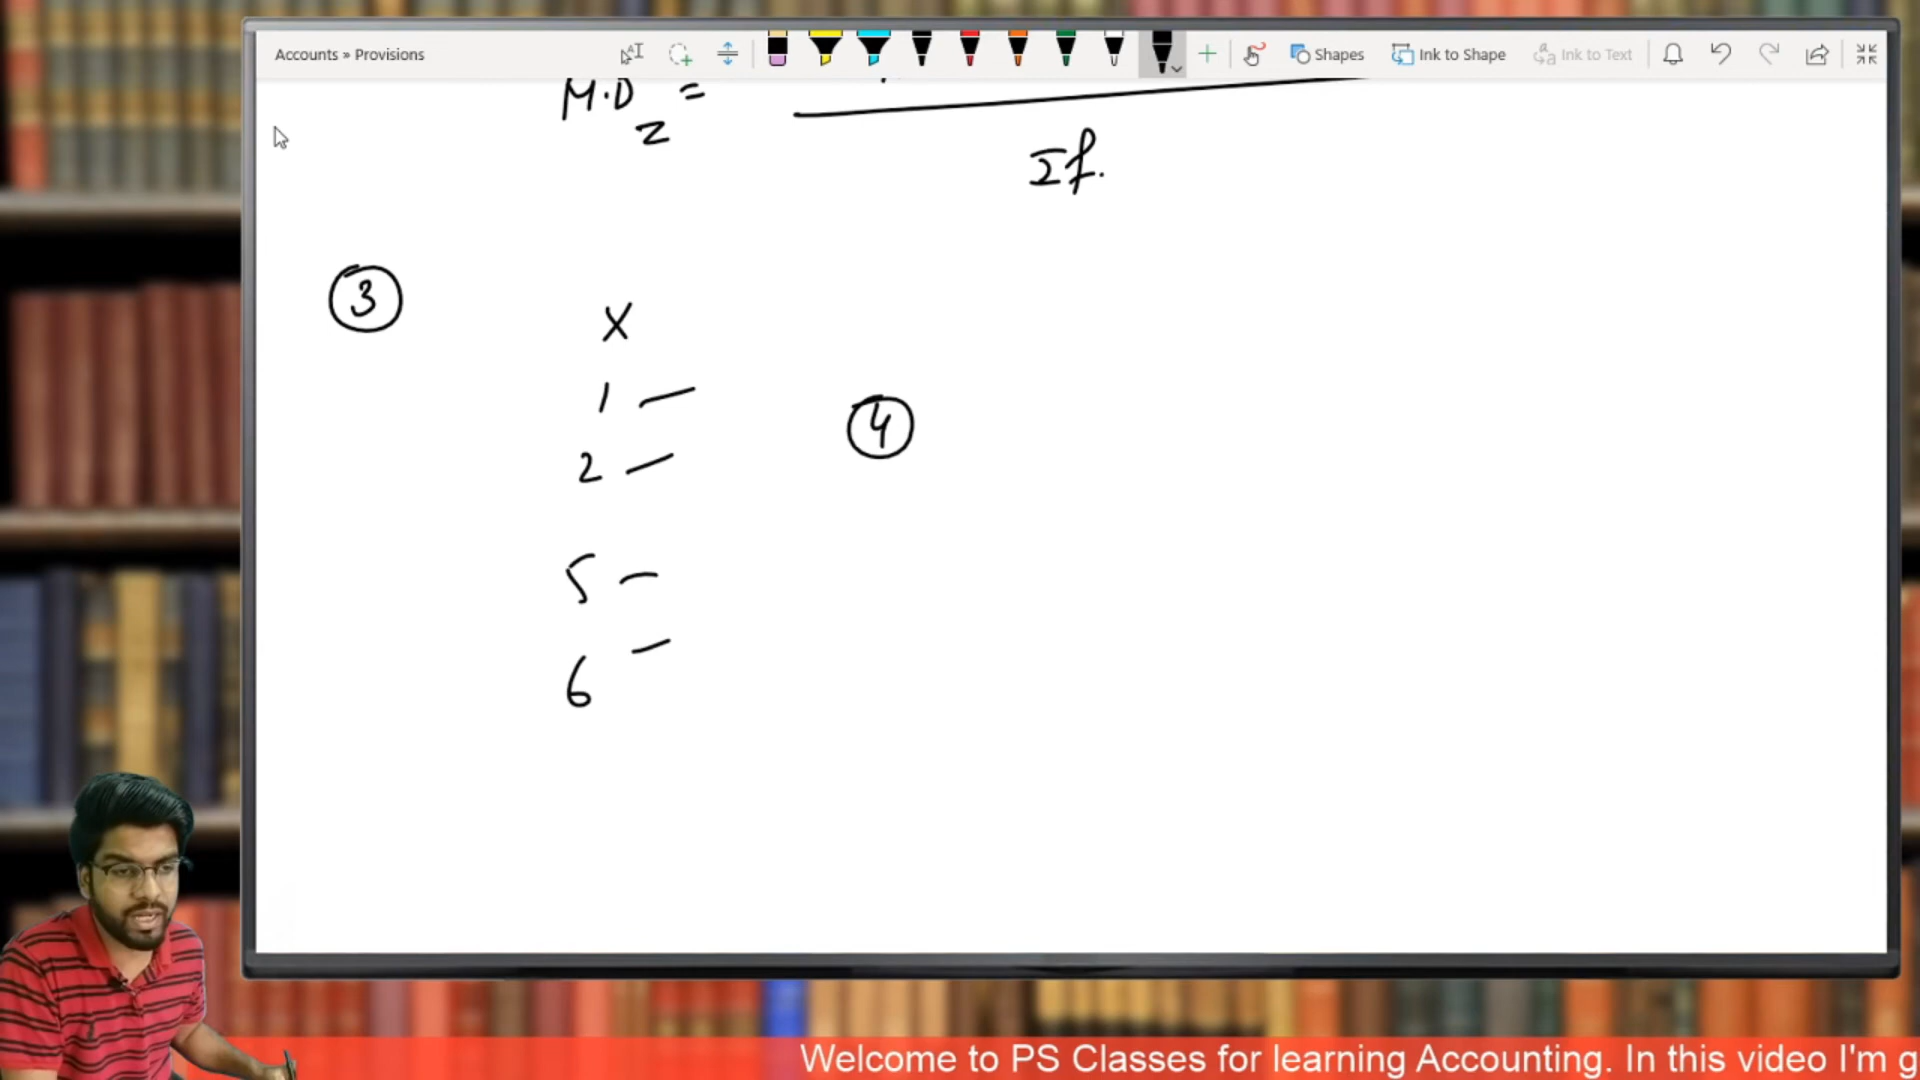 Accounts » Provisions
Shapes
Ink to Shape
Ink to Text
M.D =
z
Σf.
3
X
1 —
4
2 —
5 —
6 —
Welcome to PS Classes for learning Accounting. In this video I'm g